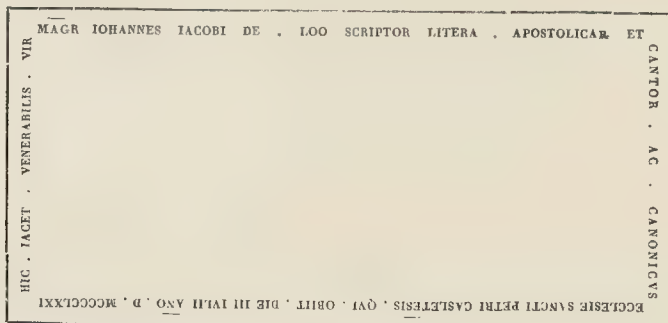 HIC . IACET . VENERABILIS . VIR
MAGR IOHANNES IACOBI DE . LOO SCRIPTOR LITERA . APOSTOLICAR ET
CANTOR . AC . CANONICVS
ECCLESIE SANCTI PETRI CASLETESIS . QVI . OBIIT . DIE III IVLII ANO . D . MCCCCLXXI